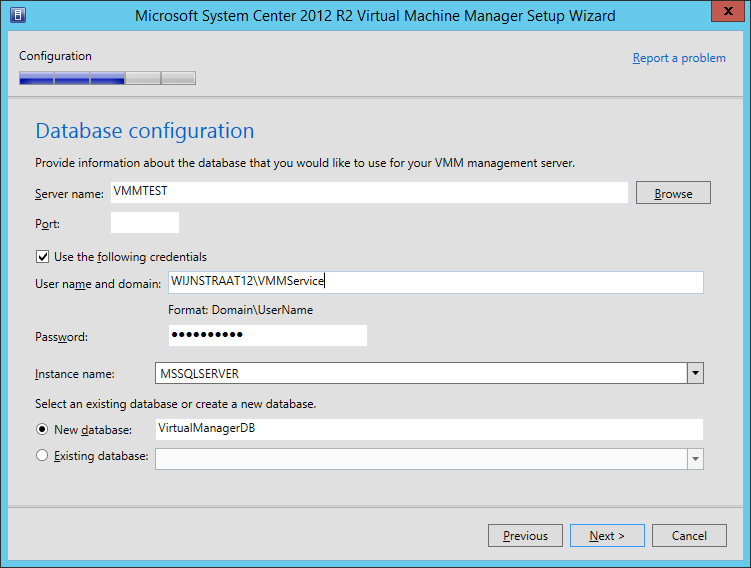 Microsoft System Center 2012 R2 Virtual Machine Manager Setup Wizard
x
Configuration
Report a problem
Database configuration
Provide information about the database that you would like to use for your VMM management server.
Server name: VMMTEST Browse
Port:
Use the following credentials
User name and domain: WIJNSTRAAT12\VMMService
Format: Domain\UserName
Password: ●●●●●●●●●●
Instance name: MSSQLSERVER
Select an existing database or create a new database.
New database: VirtualManagerDB
Existing database:
Previous Next > Cancel